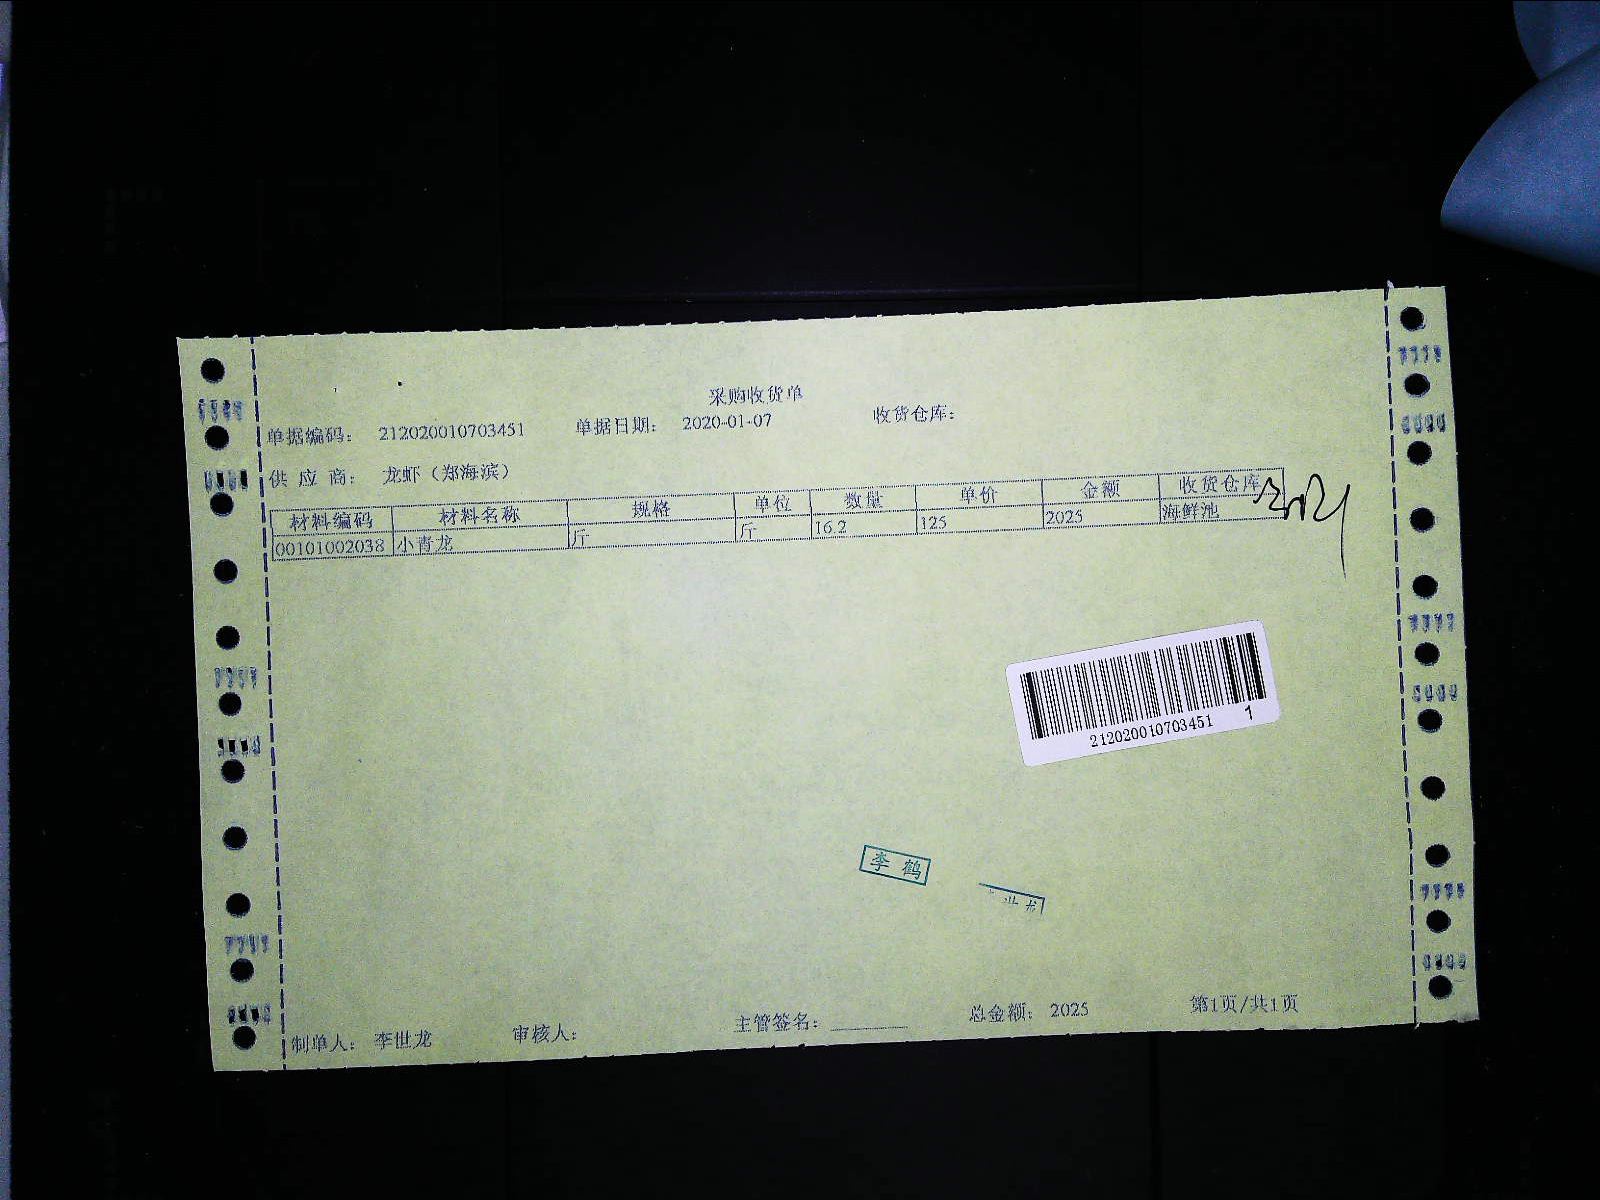 采购收货单
单据编码： 212020010703451 单据日期： 2020-01-07 收货仓库：
供 应 商： 龙虾（郑海滨）
材料编码 材料名称 规格 单位 数量 单价 金额 收货仓库
00101002038 小青龙 斤 斤 16.2 125 2025 海鲜池
212020010703451 1
李 鹤
制单人： 李世龙 审核人： 主管签名： 总金额： 2025 第1页/共1页